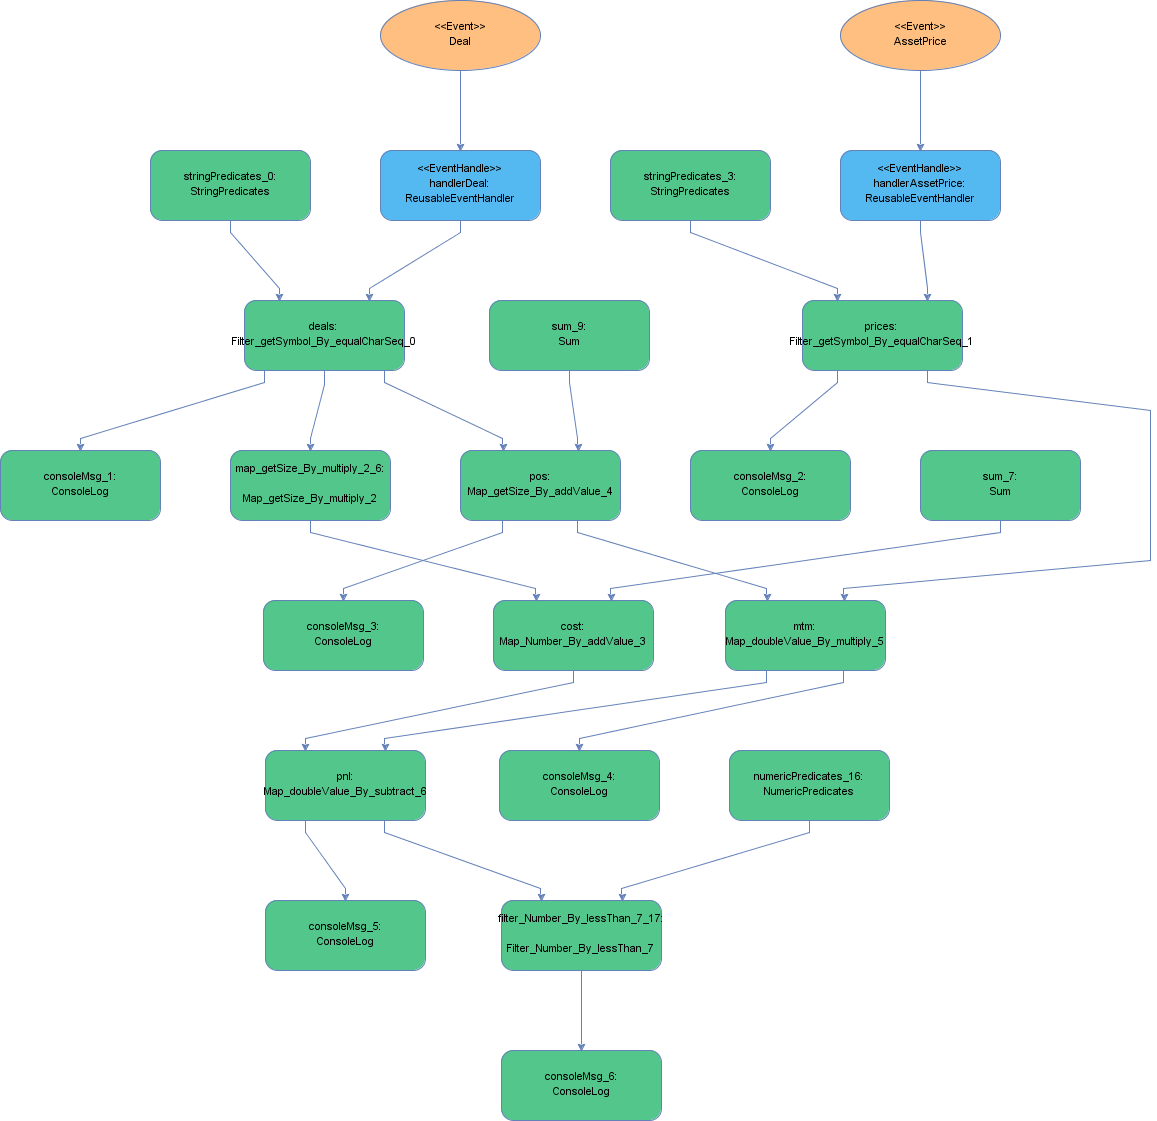 <<Event>>
Deal
<<Event>>
AssetPrice
stringPredicates_0:
StringPredicates
<<EventHandle>>
handlerDeal:
ReusableEventHandler
stringPredicates_3:
StringPredicates
<<EventHandle>>
handlerAssetPrice:
ReusableEventHandler
deals:
Filter_getSymbol_By_equalCharSeq_0
sum_9:
Sum
prices:
Filter_getSymbol_By_equalCharSeq_1
consoleMsg_1:
ConsoleLog
map_getSize_By_multiply_2_6:
Map_getSize_By_multiply_2
pos:
Map_getSize_By_addValue_4
consoleMsg_2:
ConsoleLog
sum_7:
Sum
consoleMsg_3:
ConsoleLog
cost:
Map_Number_By_addValue_3
mtm:
Map_doubleValue_By_multiply_5
pnl:
Map_doubleValue_By_subtract_6
consoleMsg_4:
ConsoleLog
numericPredicates_16:
NumericPredicates
consoleMsg_5:
ConsoleLog
filter_Number_By_lessThan_7_17:
Filter_Number_By_lessThan_7
consoleMsg_6:
ConsoleLog